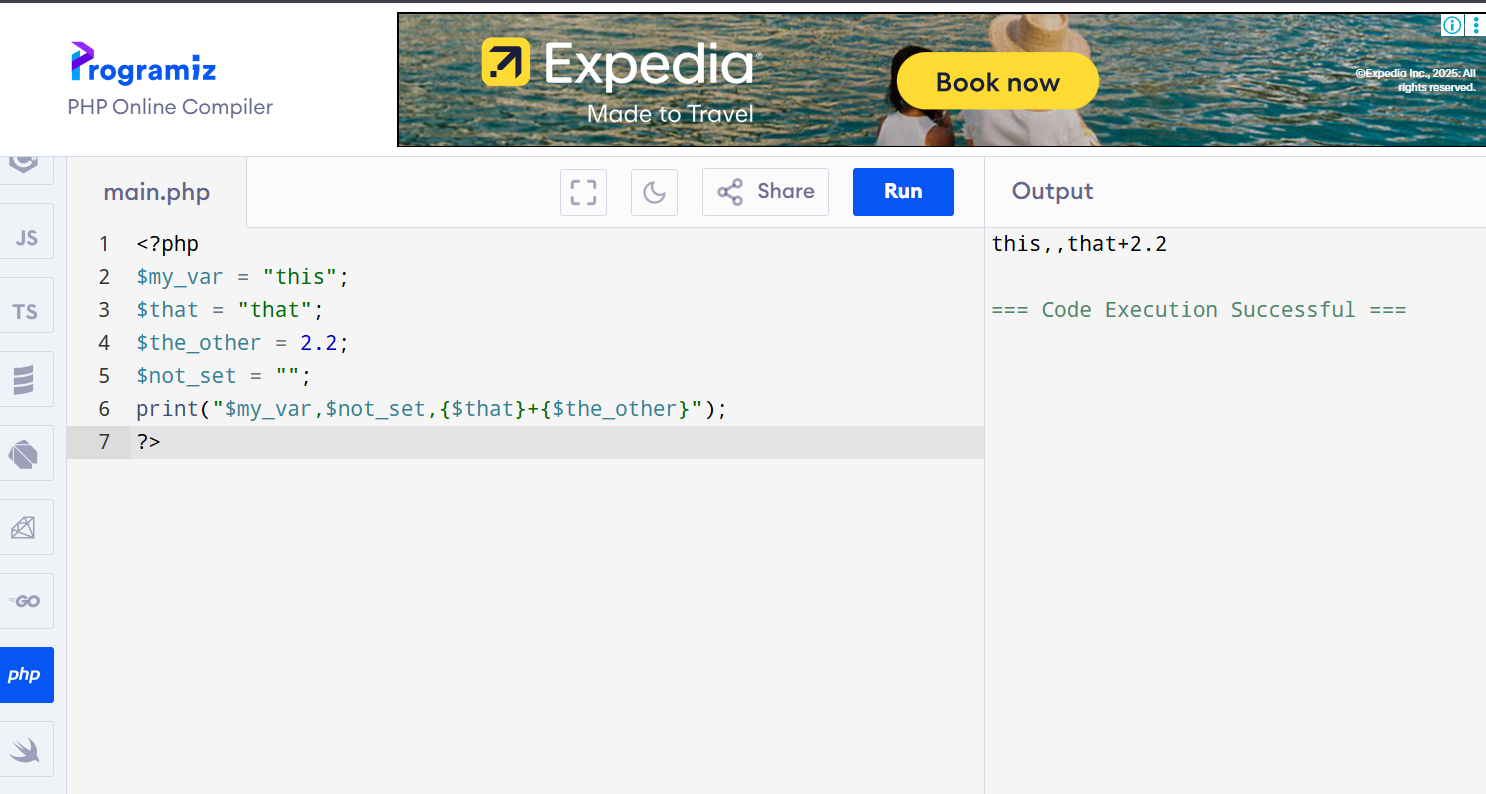 Programiz
PHP Online Compiler
Expedia®
Made to Travel
Book now
©Expedia Inc., 2025. All
rights reserved.
JS
TS
GO
php
main.php
Share
Run
Output
1 <?php
2 $my_var = "this";
3 $that = "that";
4 $the_other = 2.2;
5 $not_set = "";
6 print("$my_var,$not_set,{$that}+{$the_other}");
7 ?>
this,,that+2.2
=== Code Execution Successful ===